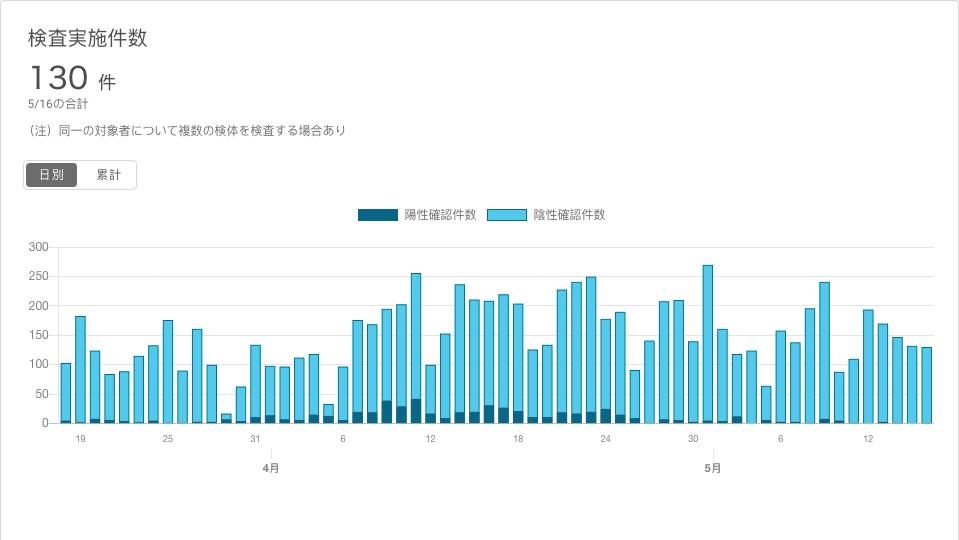 検査実施件数
130 件
5/16の合計
（注）同一の対象者について複数の検体を検査する場合あり
日別 累計
陽性確認件数 陰性確認件数
300
250
200
150
100
50
0
19 25 31 6 12 18 24 30 6 12
4月 5月